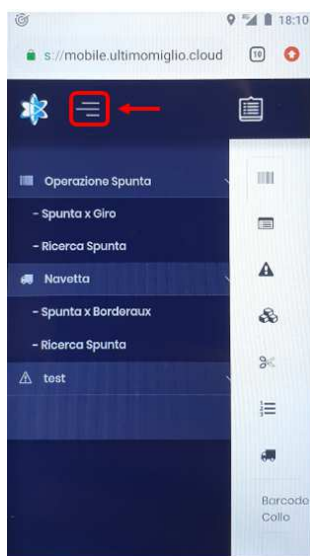 18:10
s://mobile.ultimomiglio.cloud
10
Operazione Spunta
- Spunta x Giro
- Ricerca Spunta
Navetta
- Spunta x Borderaux
- Ricerca Spunta
test
Barcode
Collo